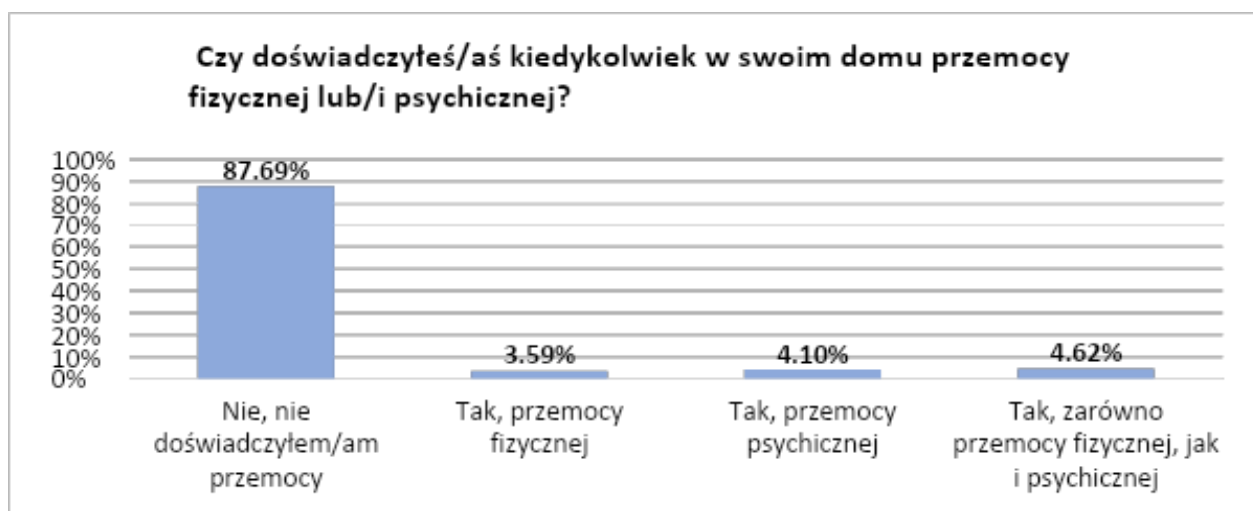 Czy doświadczyłeś/aś kiedykolwiek w swoim domu przemocy
fizycznej lub/i psychicznej?
100%
90%
80%
70%
60%
50%
40%
30%
20%
10%
0%
87.69%
3.59%
4.10%
4.62%
Nie, nie
doświadczyłem/am
przemocy
Tak, przemocy
fizycznej
Tak, przemocy
psychicznej
Tak, zarówno
przemocy fizycznej, jak
i psychicznej